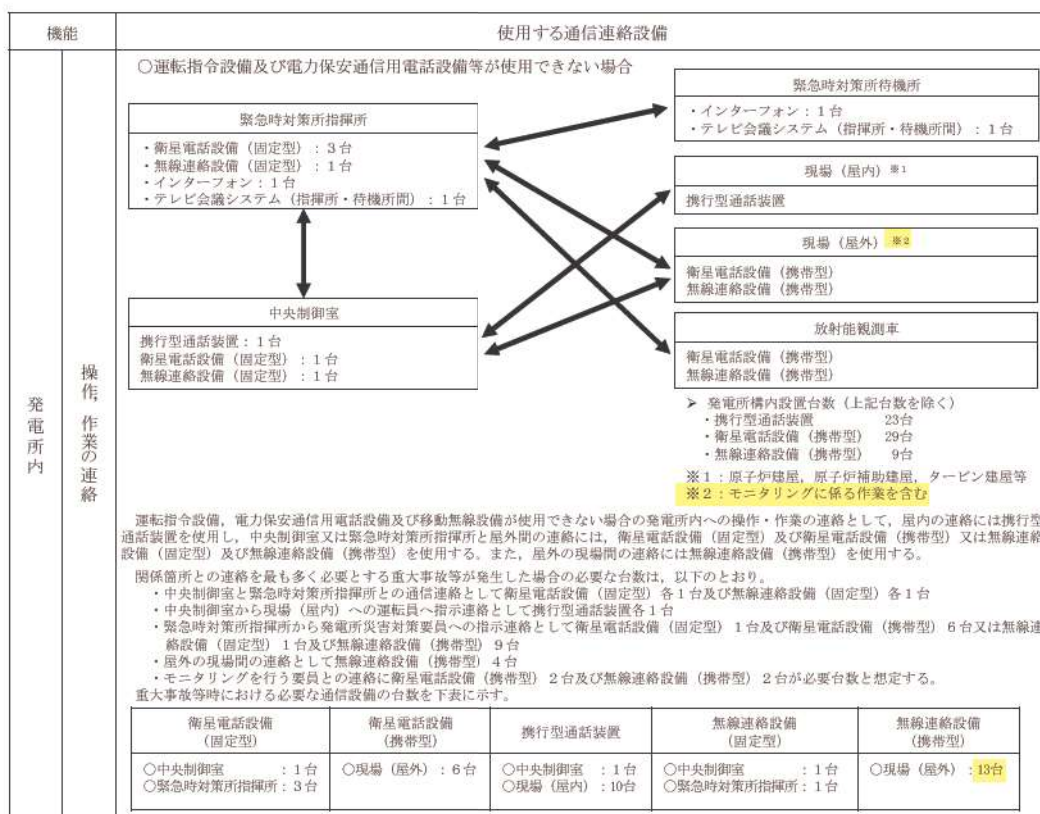 機能
使用する通信連絡設備
発電所内
操作，作業の連絡
○運転指令設備及び電力保安通信用電話設備等が使用できない場合
緊急時対策所指揮所
・衛星電話設備（固定型）：３台
・無線連絡設備（固定型）：１台
・インターフォン：１台
・テレビ会議システム（指揮所・待機所間）：１台
中央制御室
携行型通話装置：１台
衛星電話設備（固定型）：１台
無線連絡設備（固定型）：１台
緊急時対策所待機所
・インターフォン：１台
・テレビ会議システム（指揮所・待機所間）：１台
現場（屋内）※１
携行型通話装置
現場（屋外）※２
衛星電話設備（携帯型）
無線連絡設備（携帯型）
放射能観測車
衛星電話設備（携帯型）
無線連絡設備（携帯型）
➤ 発電所構内設置台数（上記台数を除く）
・携行型通話装置 23台
・衛星電話設備（携帯型） 29台
・無線連絡設備（携帯型） 9台
※１：原子炉建屋，原子炉補助建屋，タービン建屋等
※２：モニタリングに係る作業を含む
運転指令設備，電力保安通信用電話設備及び移動無線設備が使用できない場合の発電所内への操作・作業の連絡として，屋内の連絡には携行型
通話装置を使用し，中央制御室又は緊急時対策所指揮所と屋外間の連絡には，衛星電話設備（固定型）及び衛星電話設備（携帯型）又は無線連絡
設備（固定型）及び無線連絡設備（携帯型）を使用する。また，屋外の現場間の連絡には無線連絡設備（携帯型）を使用する。
関係箇所との連絡を最も多く必要とする重大事故等が発生した場合の必要な台数は，以下のとおり。
・中央制御室と緊急時対策所指揮所との通信連絡として衛星電話設備（固定型）各１台及び無線連絡設備（固定型）各１台
・中央制御室から現場（屋内）への運転員へ指示連絡として携行型通話装置各１台
・緊急時対策所指揮所から発電所災害対策要員への指示連絡として衛星電話設備（固定型）１台及び衛星電話設備（携帯型）６台又は無線連
絡設備（固定型）１台及び無線連絡設備（携帯型）９台
・屋外の現場間の連絡として無線連絡設備（携帯型）４台
・モニタリングを行う要員との連絡に衛星電話設備（携帯型）２台及び無線連絡設備（携帯型）２台が必要台数と想定する。
重大事故等時における必要な通信設備の台数を下表に示す。
衛星電話設備
（固定型）
衛星電話設備
（携帯型）
携行型通話装置
無線連絡設備
（固定型）
無線連絡設備
（携帯型）
○中央制御室 ：１台
○緊急時対策所指揮所：３台
○現場（屋外）：６台
○中央制御室 ：１台
○現場（屋内）：10台
○中央制御室 ：１台
○緊急時対策所指揮所：１台
○現場（屋外）：13台